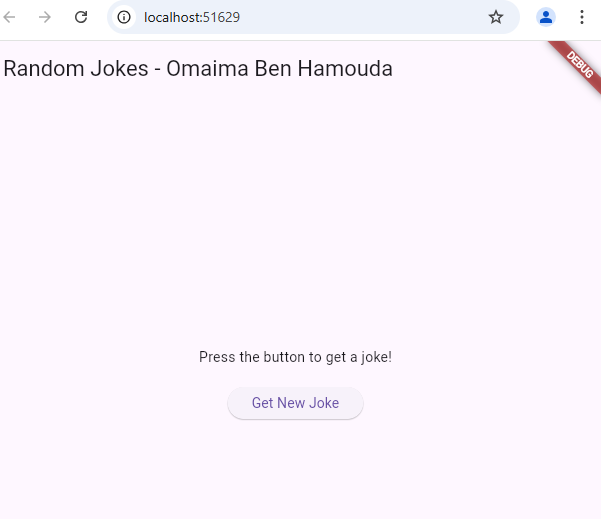 localhost:51629
Random Jokes - Omaima Ben Hamouda
DEBUG
Press the button to get a joke!
Get New Joke